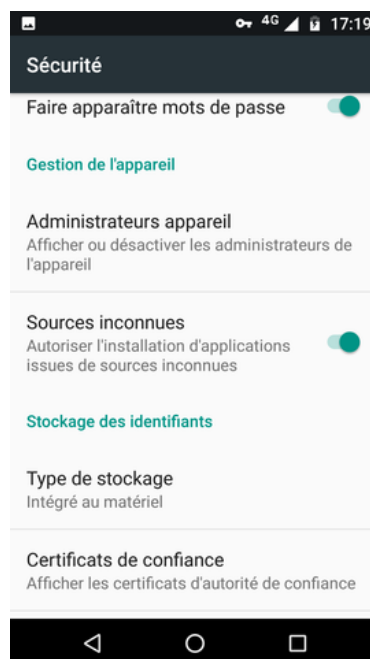 4G 17:19
Sécurité
Faire apparaître mots de passe
Gestion de l'appareil
Administrateurs appareil
Afficher ou désactiver les administrateurs de
l'appareil
Sources inconnues
Autoriser l'installation d'applications
issues de sources inconnues
Stockage des identifiants
Type de stockage
Intégré au matériel
Certificats de confiance
Afficher les certificats d'autorité de confiance